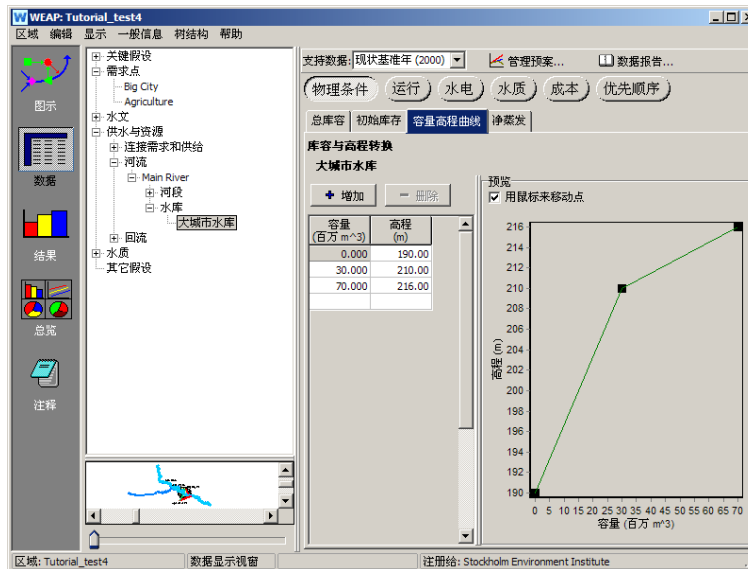 WEAP: Tutorial_test4
区域 编辑 显示 一般信息 树结构 帮助
图示
数据
结果
总览
注释
关键假设
需求点
Big City
Agriculture
水文
供水与资源
连接需求和供给
河流
Main River
河段
水库
大城市水库
回流
水质
其它假设
支持数据: 现状基准年 (2000) 管理预案... 数据报告...
物理条件 运行 水电 水质 成本 优先顺序
总库容 初始库存 容量高程曲线 净蒸发
库容与高程转换
大城市水库
增加 删除
容量 高程
(百万 m^3) (m)
0.000 190.00
30.000 210.00
70.000 216.00
预览
用鼠标来移动点
高程 (m)
216
214
212
210
208
206
204
202
200
198
196
194
192
190
0 5 10 15 20 25 30 35 40 45 50 55 60 65 70
容量 (百万 m^3)
区域: Tutorial_test4 数据显示视窗 注册给: Stockholm Environment Institute